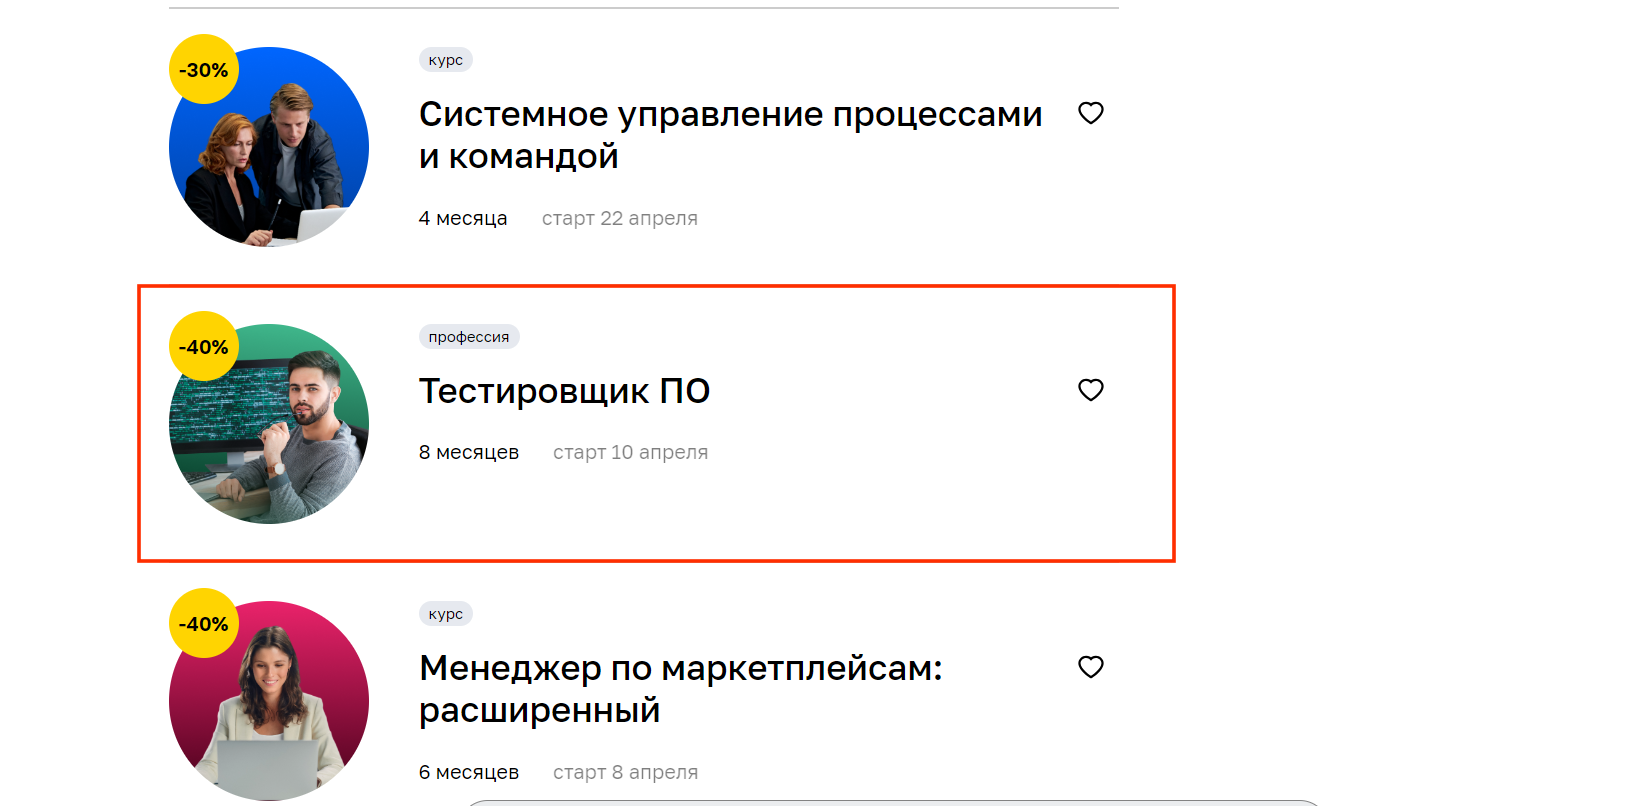 -30%
курс
Системное управление процессами
и командой
4 месяца старт 22 апреля
-40%
профессия
Тестировщик ПО
8 месяцев старт 10 апреля
-40%
курс
Менеджер по маркетплейсам:
расширенный
6 месяцев старт 8 апреля